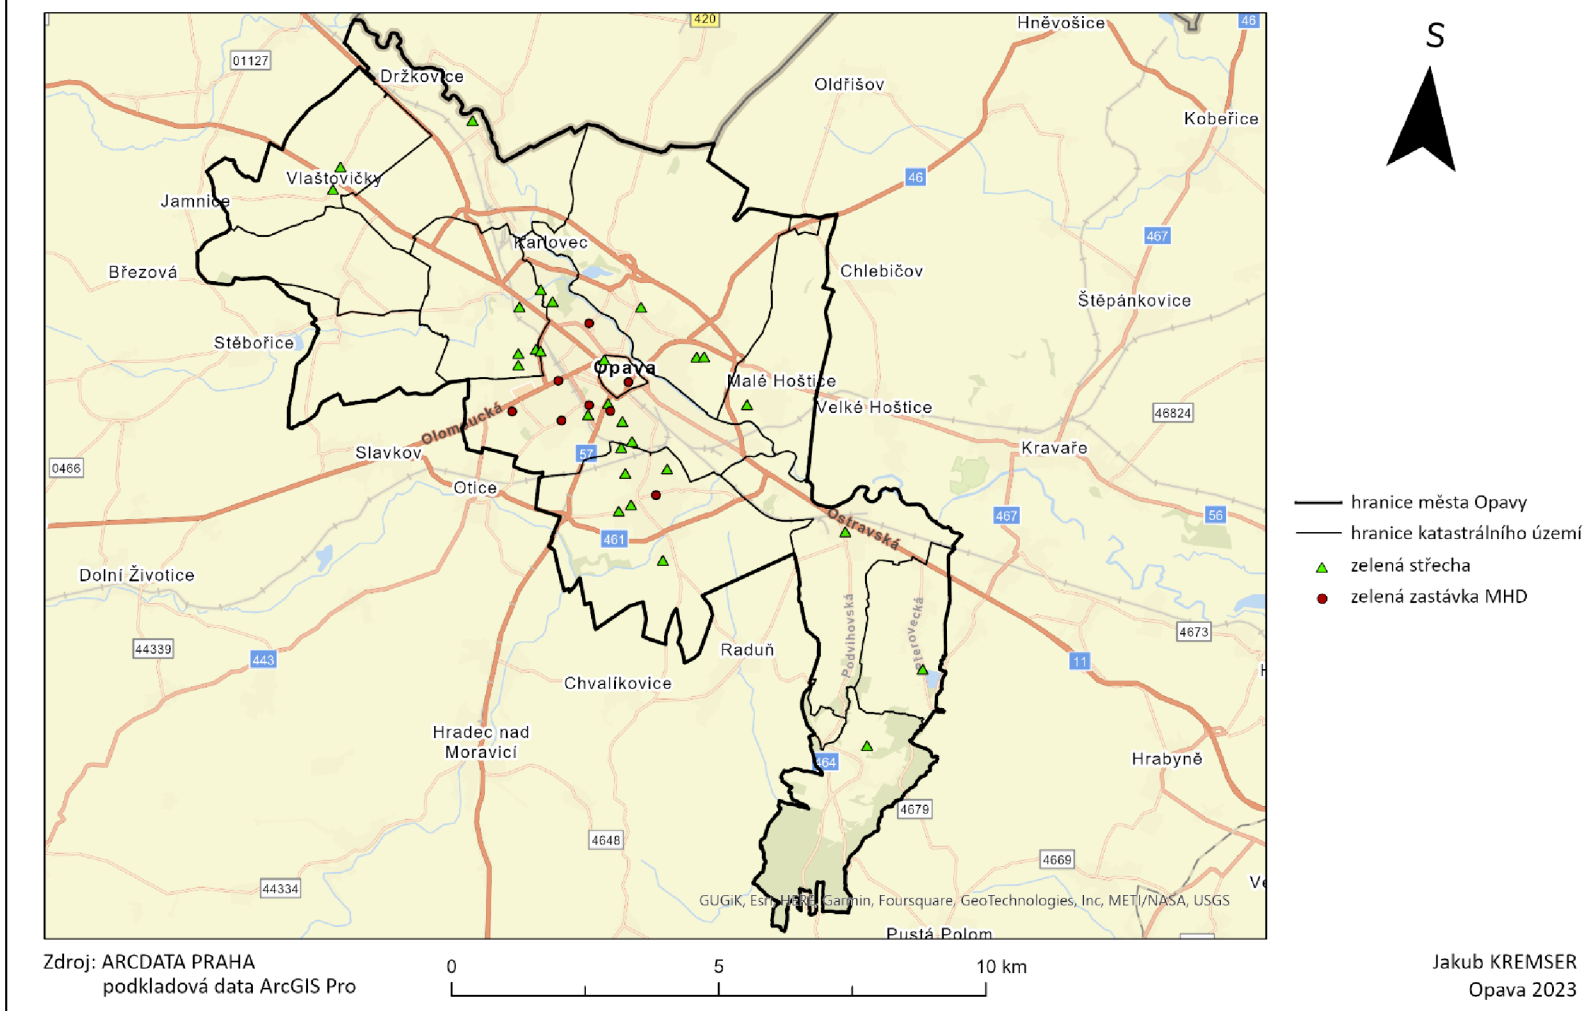 420
Hněvošice
46
S
01127
Držkovice
Oldřišov
Kobeřice
Vlaštovičky
46
Jamnice
467
Karlovec
Březová
Chlebičov
Štěpánkovice
Stěbořice
Opava
Malé Hoštice
Velké Hoštice
46824
Olomoucká
Slavkov
57
Kravaře
0466
Otice
hranice města Opavy
467
56
Ostravská
hranice katastrálního území
461
zelená střecha
Dolní Životice
zelená zastávka MHD
Podvihovská
4673
44339
443
Raduň
11
Chvalíkovice
Hradec nad
Moravicí
464
Hrabyně
4679
4648
4669
44334
GUGiK, Esri, HERE, Garmin, Foursquare, GeoTechnologies, Inc, METI/NASA, USGS
Pustá Polom
Zdroj: ARCDATA PRAHA
podkladová data ArcGIS Pro
0 5 10 km
Jakub KREMSER
Opava 2023